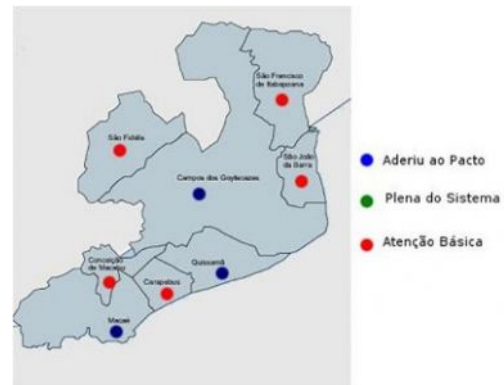 São Francisco
de Itabapoana
São Fidélis
São João
da Barra
Campos dos Goytacazes
Conceição
de Macabu
Quissamã
Carapebus
Macaé
Aderiu ao Pacto
Plena do Sistema
Atenção Básica